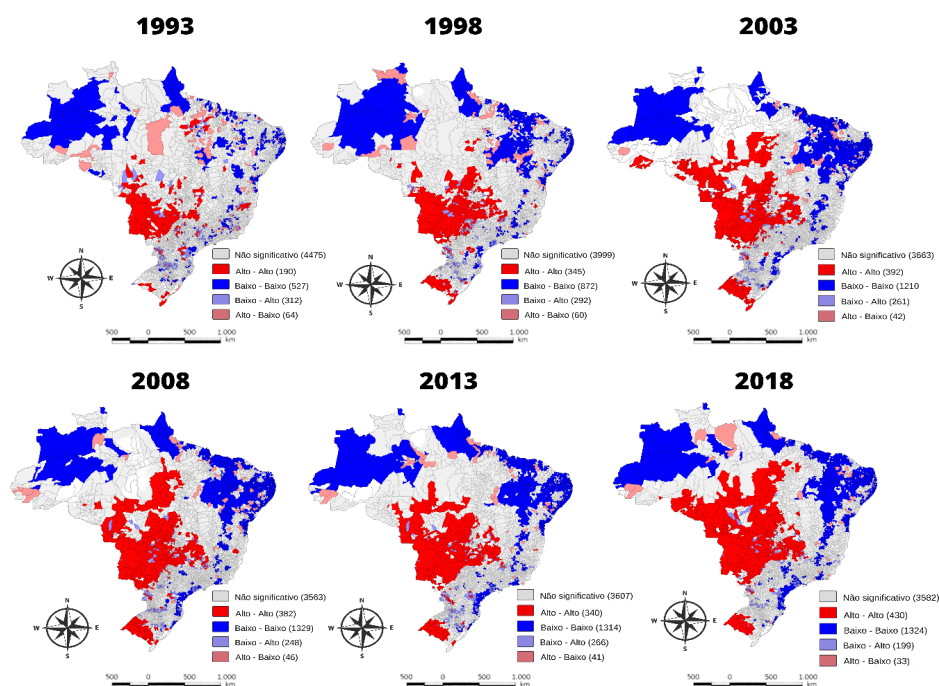 1993
1998
2003
N
W
E
S
Não significativo (4475)
Alto - Alto (190)
Baixo - Baixo (527)
Baixo - Alto (312)
Alto - Baixo (64)
500
0
500
1.000
km
N
W
E
S
Não significativo (3999)
Alto - Alto (345)
Baixo - Baixo (872)
Baixo - Alto (292)
Alto - Baixo (60)
500
0
500
1.000
km
N
W
E
S
Não significativo (3663)
Alto - Alto (392)
Baixo - Baixo (1210
Baixo - Alto (261)
Alto - Baixo (42)
500
0
500
1.000
km
2008
2013
2018
N
W
E
S
Não significativo (3563)
Alto - Alto (382)
Baixo - Baixo (1329)
Baixo - Alto (248)
Alto - Baixo (46)
500
0
500
1.000
km
N
W
E
S
Não significativo (3607)
Alto - Alto (340)
Baixo - Baixo (1314)
Baixo - Alto (266)
Alto - Baixo (41)
500
0
500
1.000
km
N
W
E
S
Não significativo (3582)
Alto - Alto (430)
Baixo - Baixo (1324)
Baixo - Alto (199)
Alto - Baixo (33)
500
0
500
1.000
km